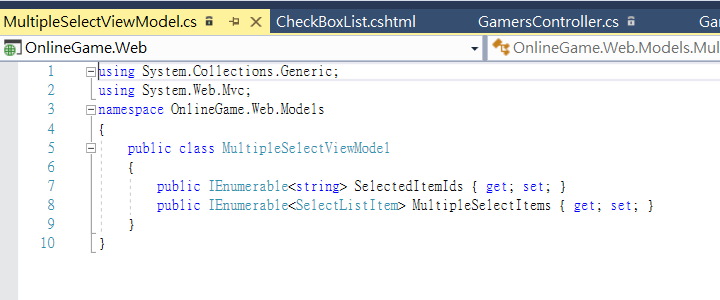 MultipleSelectViewModel.cs CheckBoxList.cshtml GamersController.cs Gam
OnlineGame.Web OnlineGame.Web.Models.Mul
1 using System.Collections.Generic;
2 using System.Web.Mvc;
3 namespace OnlineGame.Web.Models
4 {
5 public class MultipleSelectViewModel
6 {
7 public IEnumerable<string> SelectedItemIds { get; set; }
8 public IEnumerable<SelectListItem> MultipleSelectItems { get; set; }
9 }
10 }